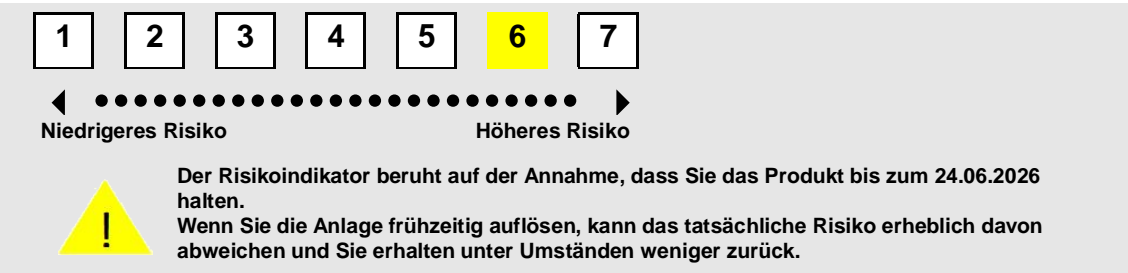 1 2 3 4 5 6 7
Niedrigeres Risiko Höheres Risiko
Der Risikoindikator beruht auf der Annahme, dass Sie das Produkt bis zum 24.06.2026
halten.
Wenn Sie die Anlage frühzeitig auflösen, kann das tatsächliche Risiko erheblich davon
abweichen und Sie erhalten unter Umständen weniger zurück.
!